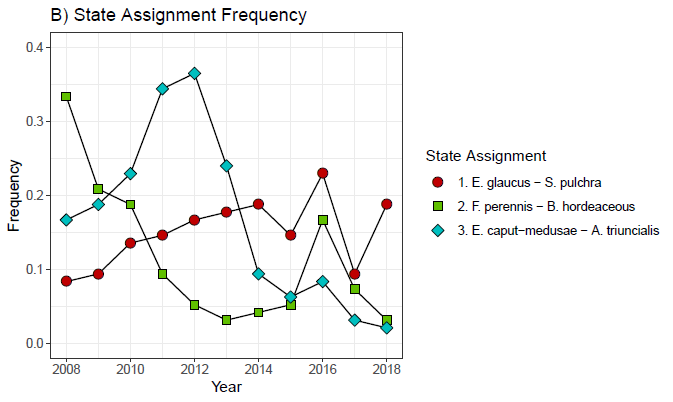 B) State Assignment Frequency
0.4
0.3
0.2
0.1
0.0
Frequency
2008 2010 2012 2014 2016 2018
Year
State Assignment
1. E. glaucus − S. pulchra
2. F. perennis − B. hordeaceous
3. E. caput−medusae − A. triuncialis